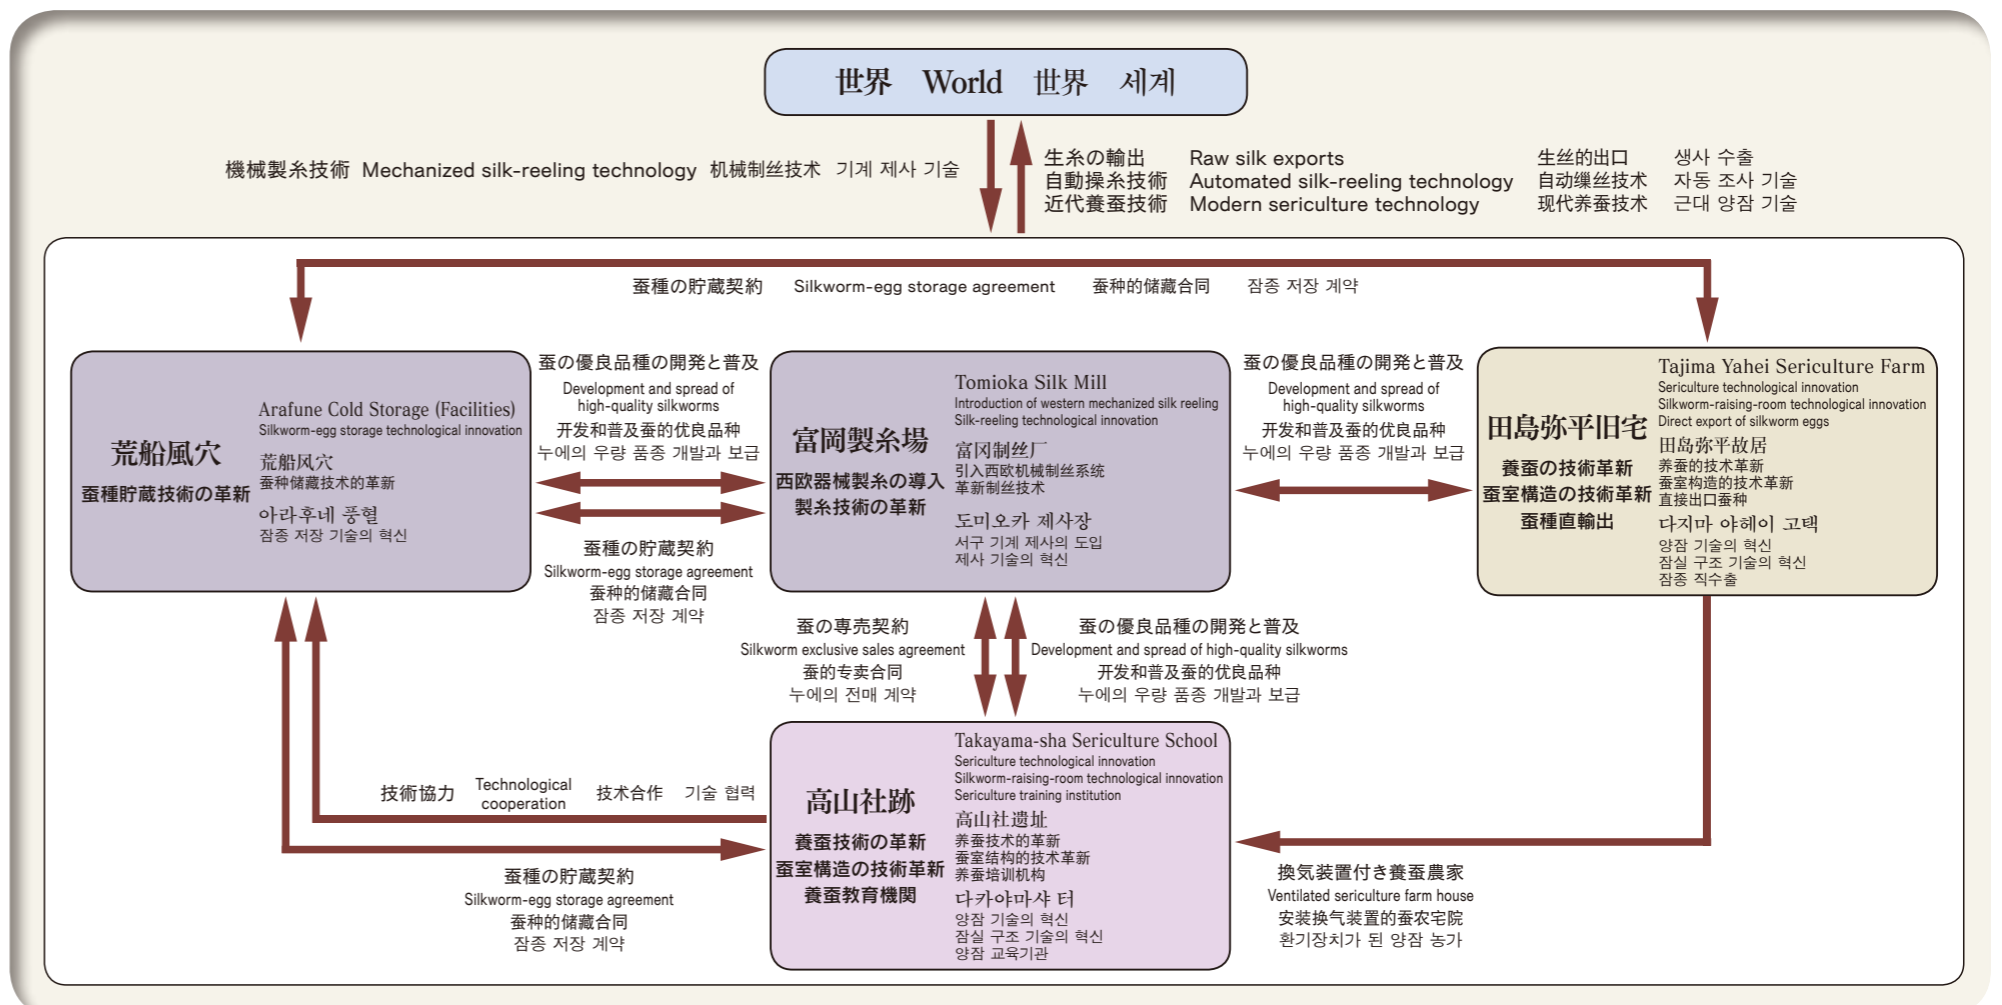 世界 World 世界 세계
機械製糸技術 Mechanized silk-reeling technology 机械制丝技术 기계 제사 기술
生糸の輸出 Raw silk exports 生丝的出口 생사 수출
自動操糸技術 Automated silk-reeling technology 自动缫丝技术 자동 조사 기술
近代養蚕技術 Modern sericulture technology 现代养蚕技术 근대 양잠 기술
蚕種の貯蔵契約 Silkworm-egg storage agreement 蚕种的储藏合同 잠종 저장 계약
荒船風穴
蚕種貯蔵技術の革新
Arafune Cold Storage (Facilities)
Silkworm-egg storage technological innovation
荒船风穴
蚕种储藏技术的革新
아라후네 풍혈
잠종 저장 기술의 혁신
蚕の優良品種の開発と普及
Development and spread of
high-quality silkworms
开发和普及蚕的优良品种
누에의 우량 품종 개발과 보급
蚕種の貯蔵契約
Silkworm-egg storage agreement
蚕种的储藏合同
잠종 저장 계약
富岡製糸場
西欧器械製糸の導入
製糸技術の革新
Tomioka Silk Mill
Introduction of western mechanized silk reeling
Silk-reeling technological innovation
富冈制丝厂
引入西欧机械制丝系统
革新制丝技术
도미오카 제사장
서구 기계 제사의 도입
제사 기술의 혁신
蚕の優良品種の開発と普及
Development and spread of
high-quality silkworms
开发和普及蚕的优良品种
누에의 우량 품종 개발과 보급
田島弥平旧宅
養蚕の技術革新
蚕室構造の技術革新
蚕種直輸出
Tajima Yahei Sericulture Farm
Sericulture technological innovation
Silkworm-raising-room technological innovation
Direct export of silkworm eggs
田岛弥平故居
养蚕的技术革新
蚕室构造的技术革新
直接出口蚕种
다지마 야헤이 고택
양잠 기술의 혁신
잠실 구조 기술의 혁신
잠종 직수출
蚕の専売契約
Silkworm exclusive sales agreement
蚕的专卖合同
누에의 전매 계약
蚕の優良品種の開発と普及
Development and spread of high-quality silkworms
开发和普及蚕的优良品种
누에의 우량 품종 개발과 보급
技術協力 Technological
cooperation 技术合作 기술 협력
蚕種の貯蔵契約
Silkworm-egg storage agreement
蚕种的储藏合同
잠종 저장 계약
高山社跡
養蚕技術の革新
蚕室構造の技術革新
養蚕教育機関
Takayama-sha Sericulture School
Sericulture technological innovation
Silkworm-raising-room technological innovation
Sericulture training institution
高山社遗址
养蚕技术的革新
蚕室结构的技术革新
养蚕培训机构
다카야마샤 터
양잠 기술의 혁신
잠실 구조 기술의 혁신
양잠 교육기관
換気装置付き養蚕農家
Ventilated sericulture farm house
安装换气装置的蚕农宅院
환기장치가 된 양잠 농가